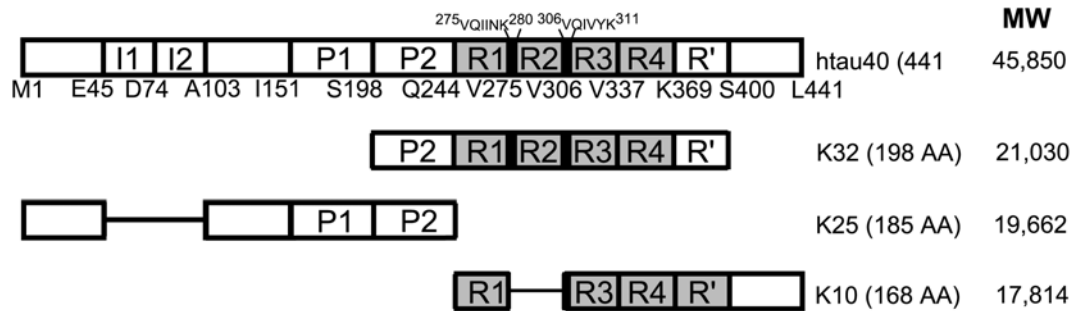 ²⁷⁵VQIINK²⁸⁰ ³⁰⁶VQIVYK³¹¹ MW
I1 I2 P1 P2 R1 R2 R3 R4 R' htau40 (441 45,850
M1 E45 D74 A103 I151 S198 Q244 V275 V306 V337 K369 S400 L441
P2 R1 R2 R3 R4 R' K32 (198 AA) 21,030
P1 P2 K25 (185 AA) 19,662
R1 R3 R4 R' K10 (168 AA) 17,814